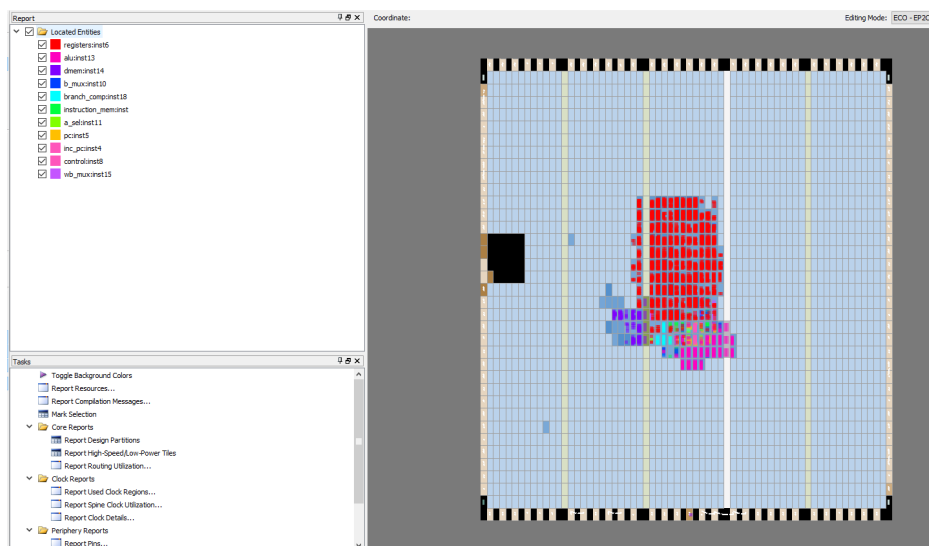 Report
Coordinate:
Editing Mode: ECO - EP2C
Located Entities
registers:inst6
alu:inst13
dmem:inst14
b_mux:inst10
branch_comp:inst18
instruction_mem:inst
a_sel:inst11
pc:inst5
inc_pc:inst4
control:inst8
wb_mux:inst15
Tasks
Toggle Background Colors
Report Resources...
Report Compilation Messages...
Mark Selection
Core Reports
Report Design Partitions
Report High-Speed/Low-Power Tiles
Report Routing Utilization...
Clock Reports
Report Used Clock Regions...
Report Spine Clock Utilization...
Report Clock Details...
Periphery Reports
Report Pins...